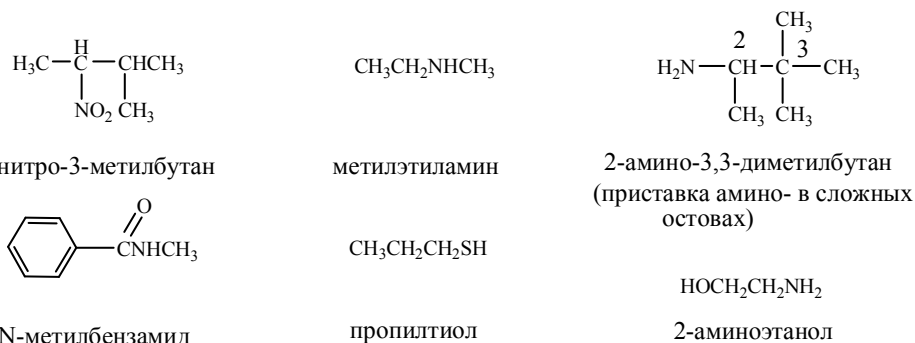 H H₃C CHCH₃ C NO₂ CH₃
CH₃CH₂NHCH₃
CH₃ 2 3 H₂N CH C CH₃ CH₃ CH₃
нитро-3-метилбутан
метилэтиламин
2-амино-3,3-диметилбутан
(приставка амино- в сложных
остовах)
O
CNHCH₃
CH₃CH₂CH₂SH
HOCH₂CH₂NH₂
N-метилбензамид
пропилтиол
2-аминоэтанол